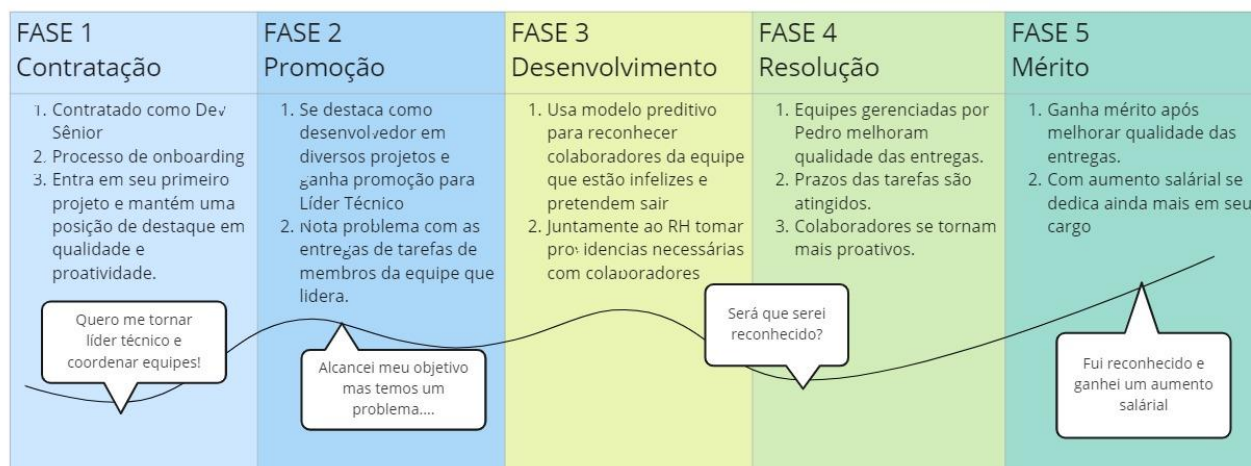 FASE 1
Contratação
1. Contratado como Dev
Sênior
2. Processo de onboarding
3. Entra em seu primeiro
projeto e mantém uma
posição de destaque em
qualidade e
proatividade.
Quero me tornar
líder técnico e
coordenar equipes!
FASE 2
Promoção
1. Se destaca como
desenvolvedor em
diversos projetos e
ganha promoção para
Líder Técnico
2. Nota problema com as
entregas de tarefas de
membros da equipe que
lidera.
Alcancei meu objetivo
mas temos um
problema....
FASE 3
Desenvolvimento
1. Usa modelo preditivo
para reconhecer
colaboradores da equipe
que estão infelizes e
pretendem sair
2. Juntamente ao RH tomar
providencias necessárias
com colaboradores
FASE 4
Resolução
1. Equipes gerenciadas por
Pedro melhoram
qualidade das entregas.
2. Prazos das tarefas são
atingidos.
3. Colaboradores se tornam
mais proativos.
Será que serei
reconhecido?
FASE 5
Mérito
1. Ganha mérito após
melhorar qualidade das
entregas.
2. Com aumento salárial se
dedica ainda mais em seu
cargo
Fui reconhecido e
ganhei um aumento
salárial